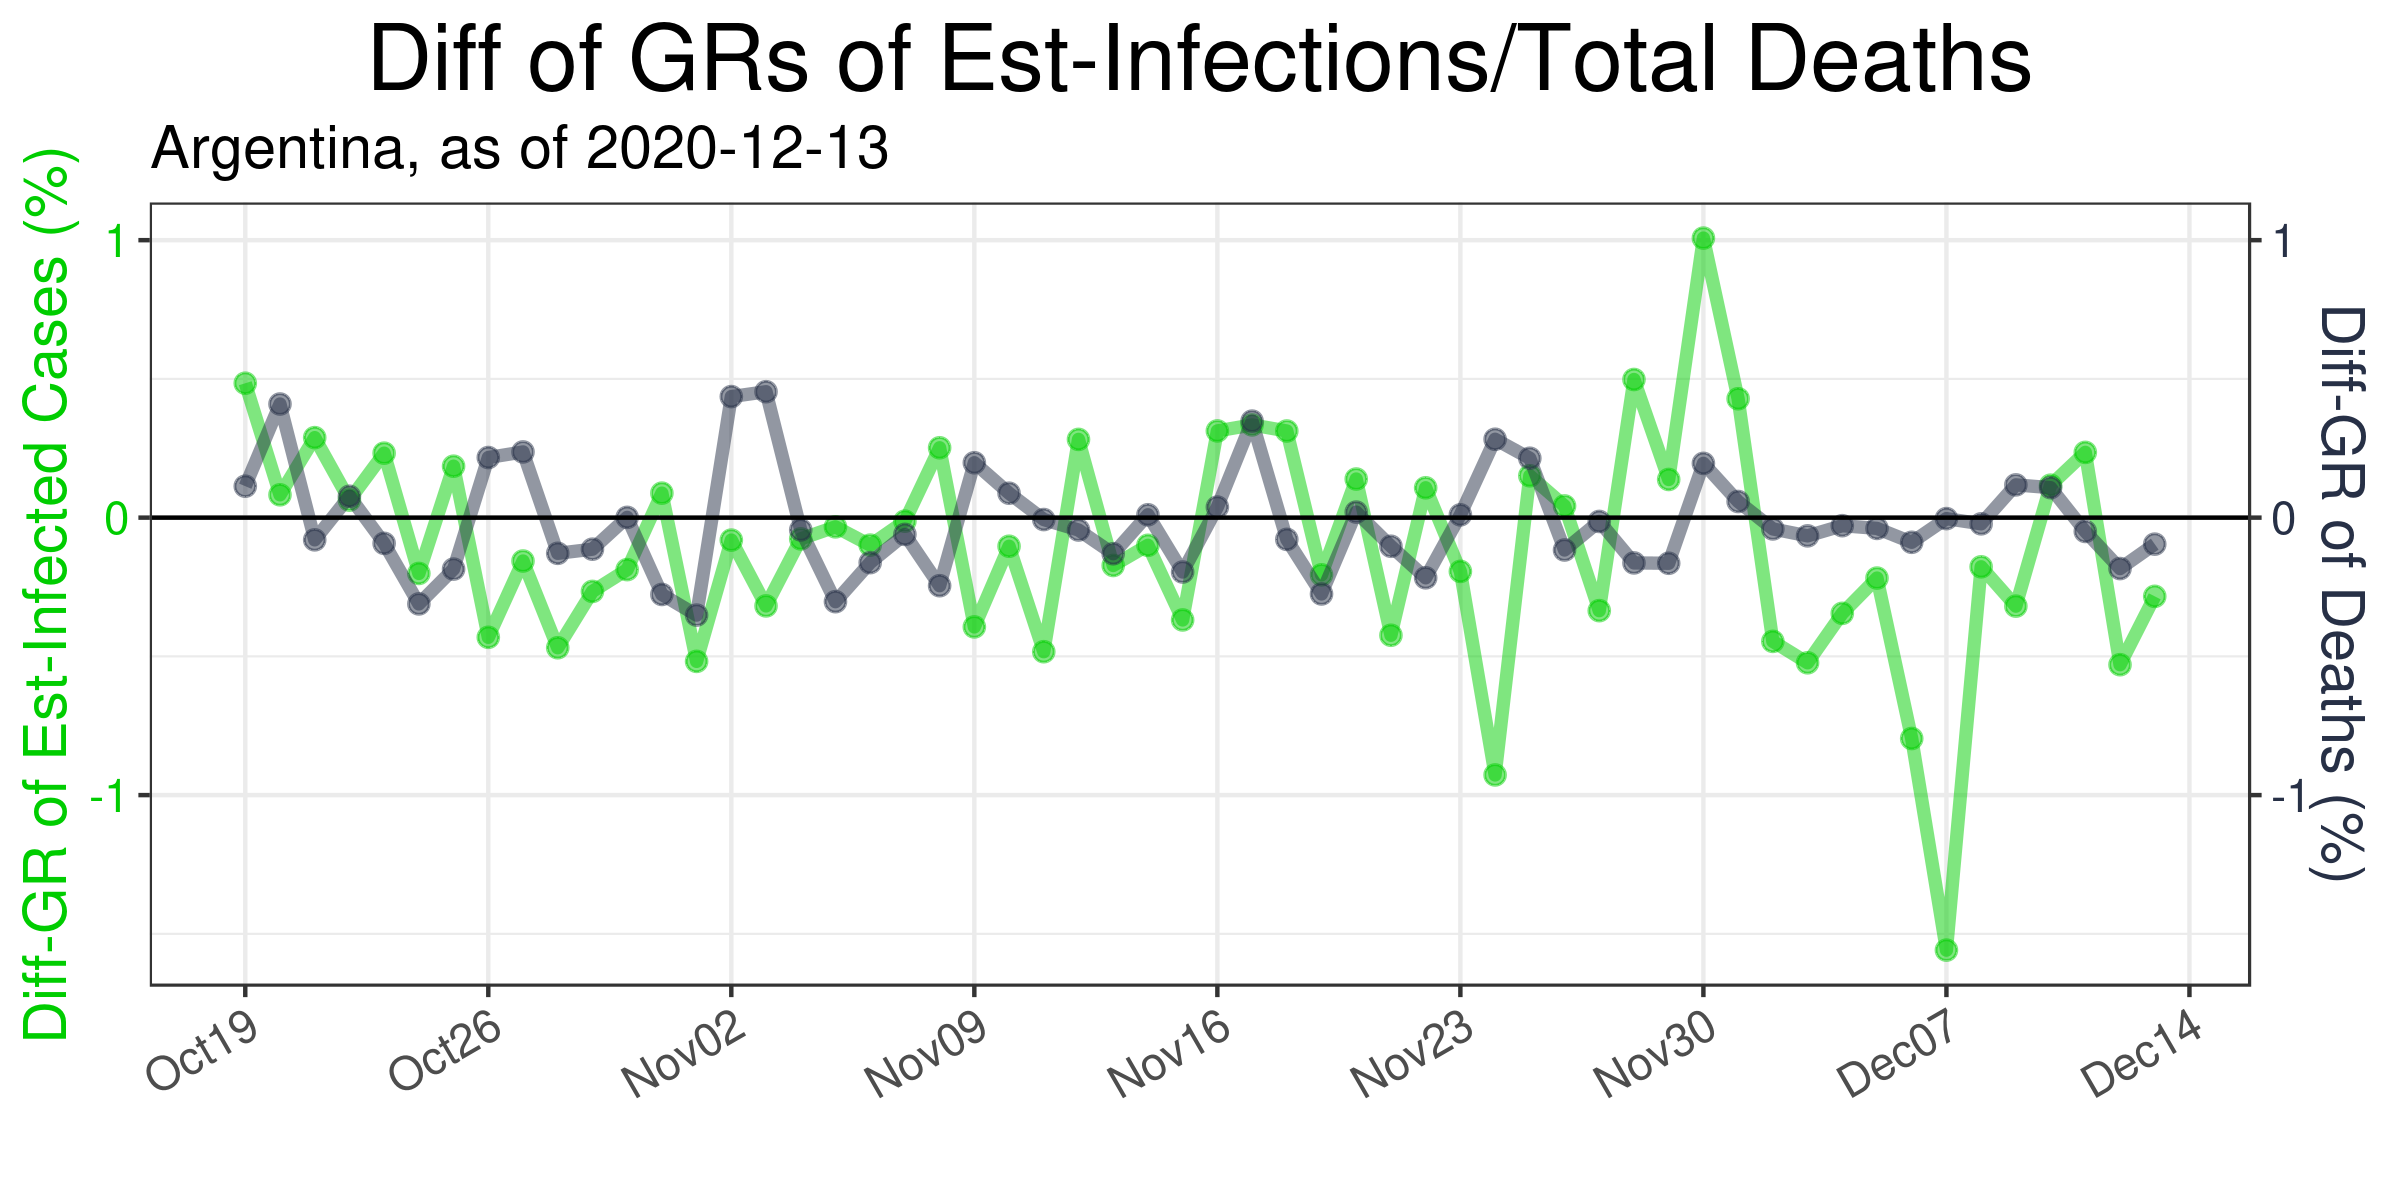 Diff of GRs of Est-Infections/Total Deaths
Argentina, as of 2020-12-13
Diff-GR of Est-Infected Cases (%)
1
0
-1
1
0
-1
Diff-GR of Deaths (%)
Oct19
Oct26
Nov02
Nov09
Nov16
Nov23
Nov30
Dec07
Dec14